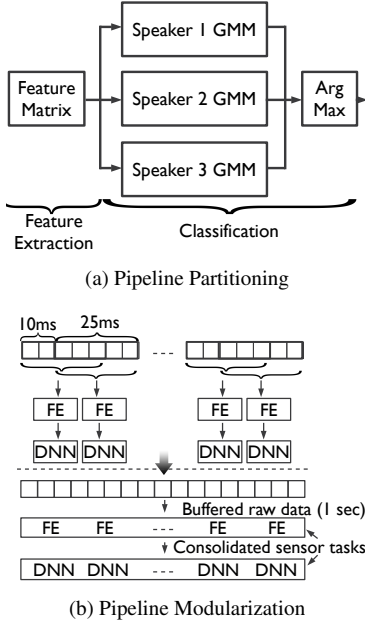 Speaker 1 GMM
Feature
Matrix
Speaker 2 GMM
Arg
Max
Speaker 3 GMM
Feature
Extraction
Classification
(a) Pipeline Partitioning
10ms 25ms
---
FE FE FE FE
DNN DNN DNN DNN
Buffered raw data (1 sec)
FE FE --- FE FE
Consolidated sensor tasks
DNN DNN --- DNN DNN
(b) Pipeline Modularization